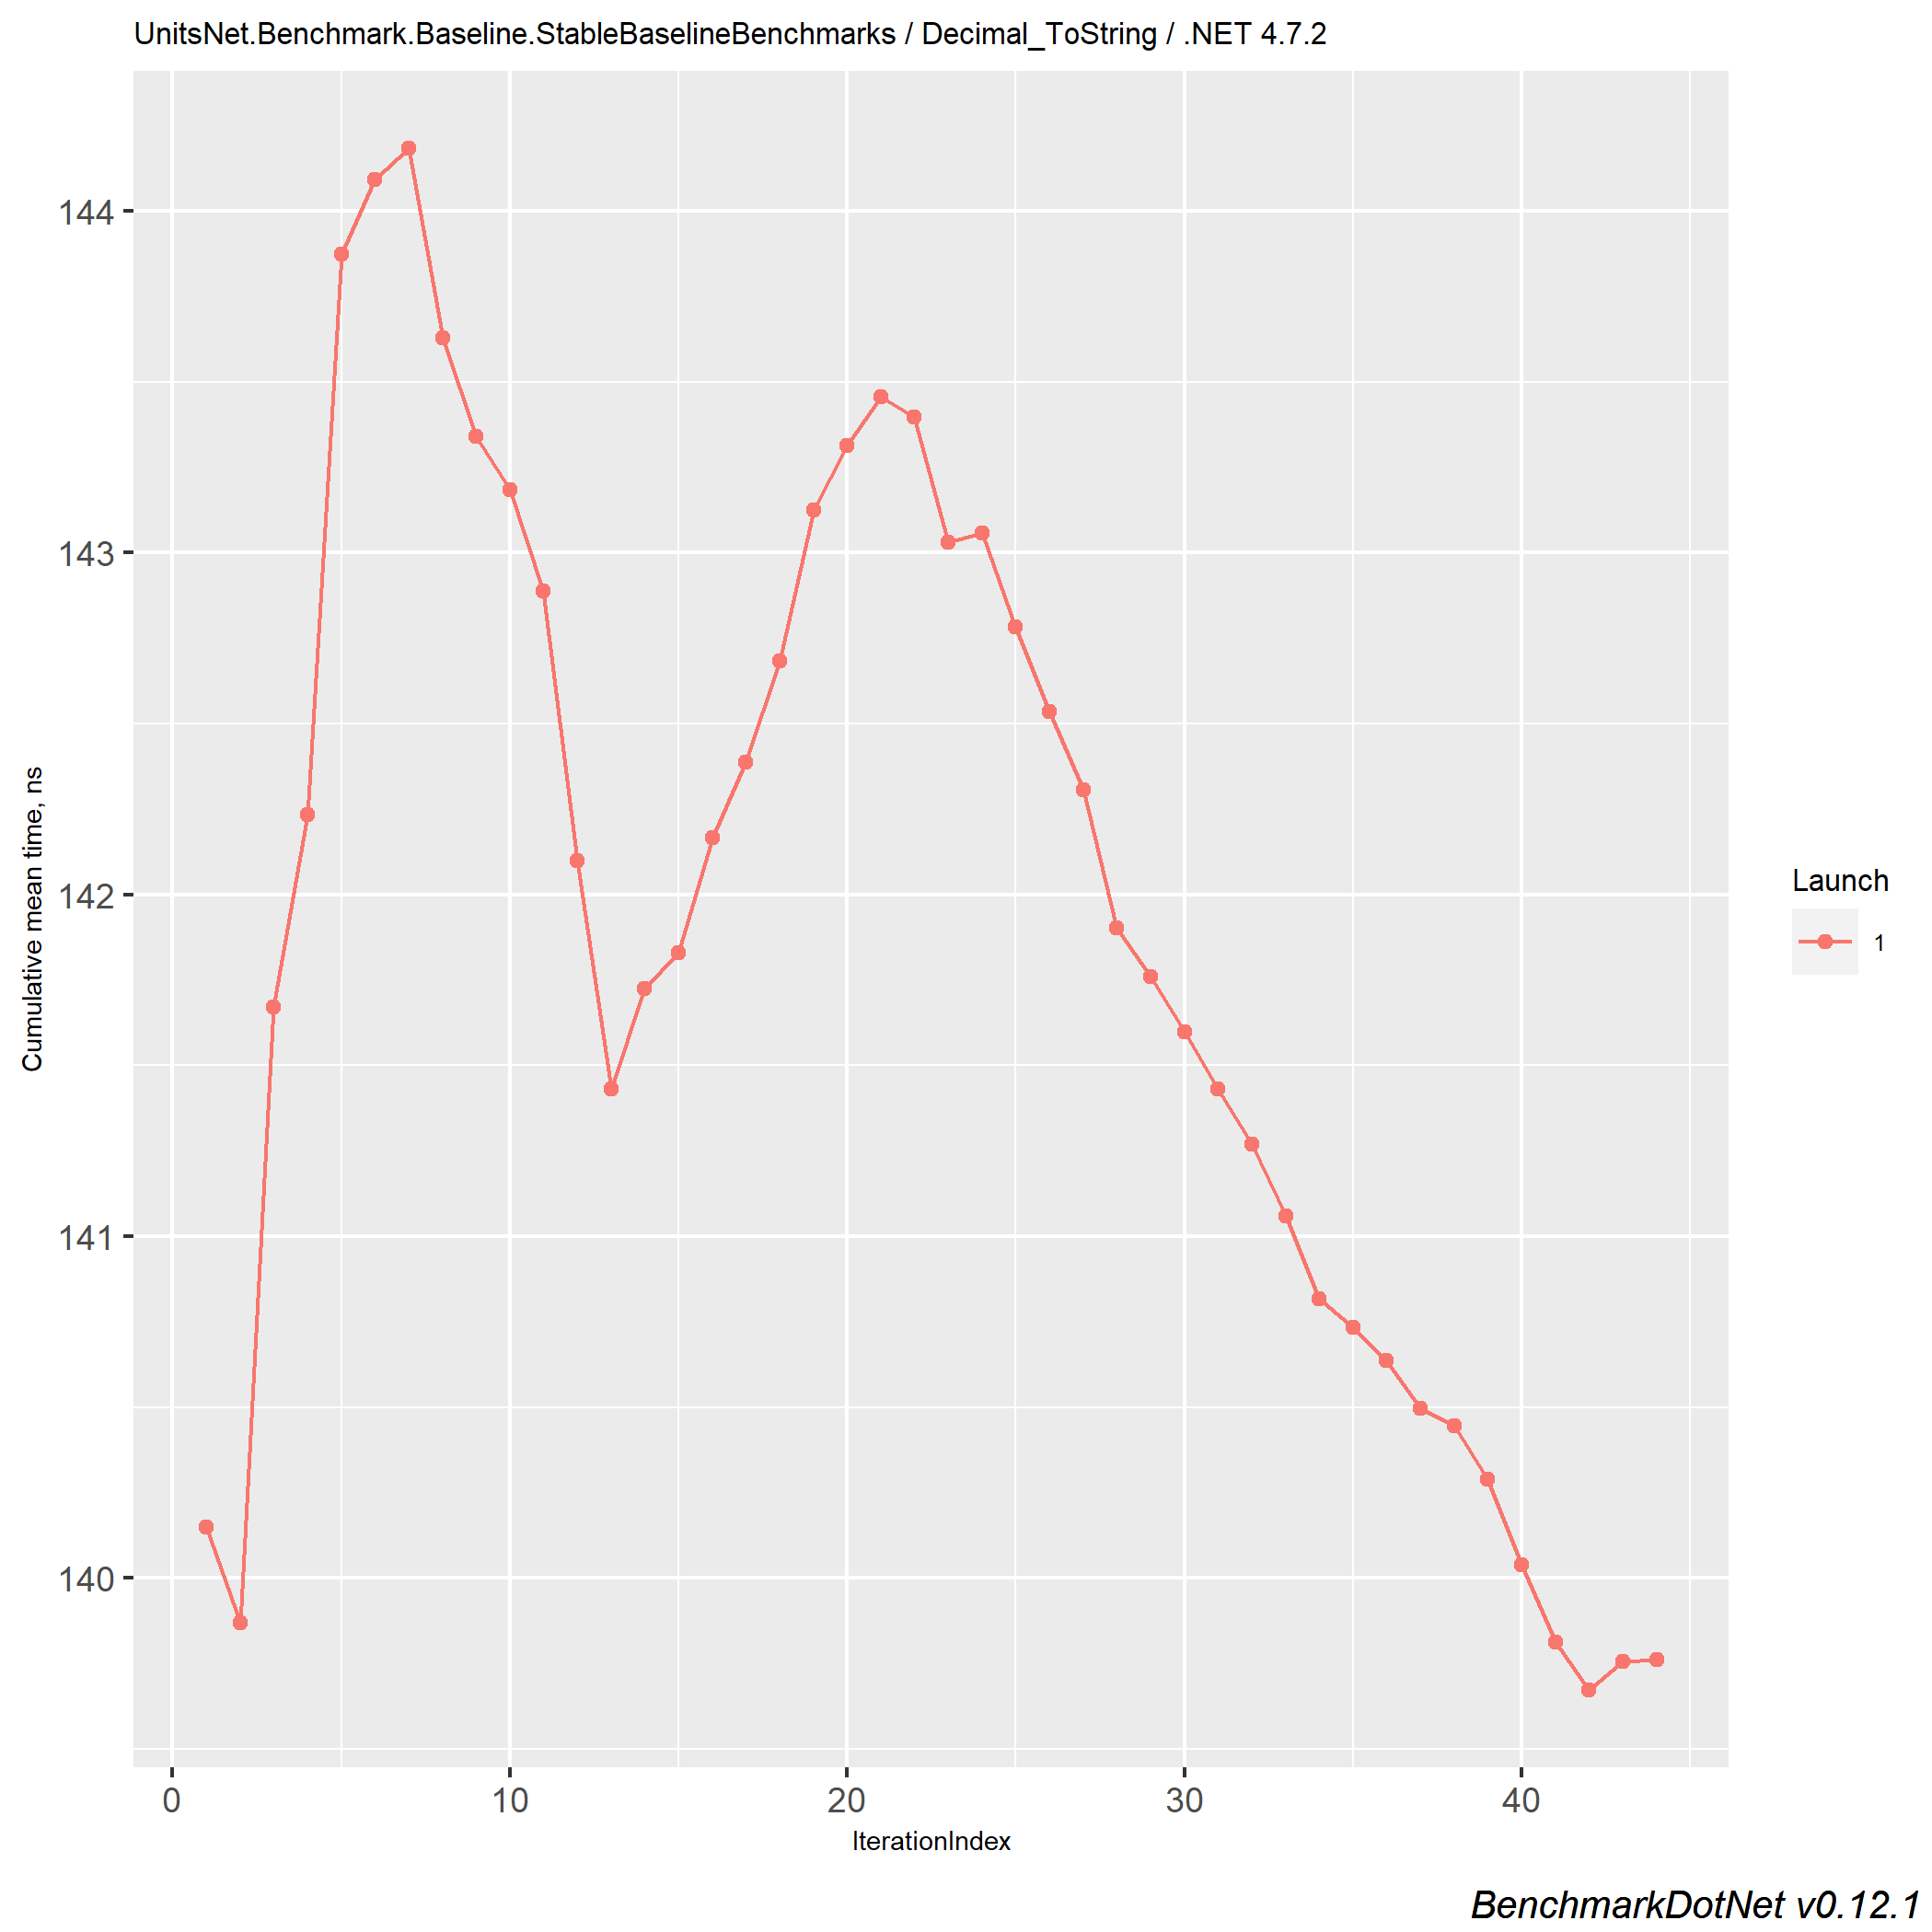 UnitsNet.Benchmark.Baseline.StableBaselineBenchmarks / Decimal_ToString / .NET 4.7.2
144
143
142
141
140
Cumulative mean time, ns
0 10 20 30 40
IterationIndex
Launch
1
BenchmarkDotNet v0.12.1